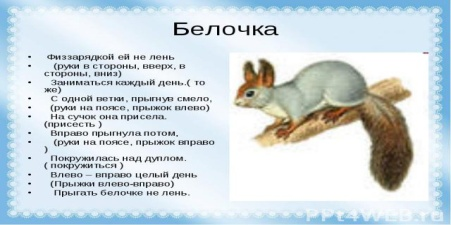 Белочка
• Физзарядкой ей не лень
• (руки в стороны, вверх, в
стороны, вниз)
• Заниматься каждый день.( то
же)
• С одной ветки, прыгнув смело,
• (руки на поясе, прыжок влево)
• На сучок она присела.
(присесть )
• Вправо прыгнула потом,
• (руки на поясе, прыжок вправо
)
• Покружилась над дуплом.
( покружиться )
• Влево – вправо целый день
• (Прыжки влево-вправо)
• Прыгать белочке не лень.
PPt4WEB.ru